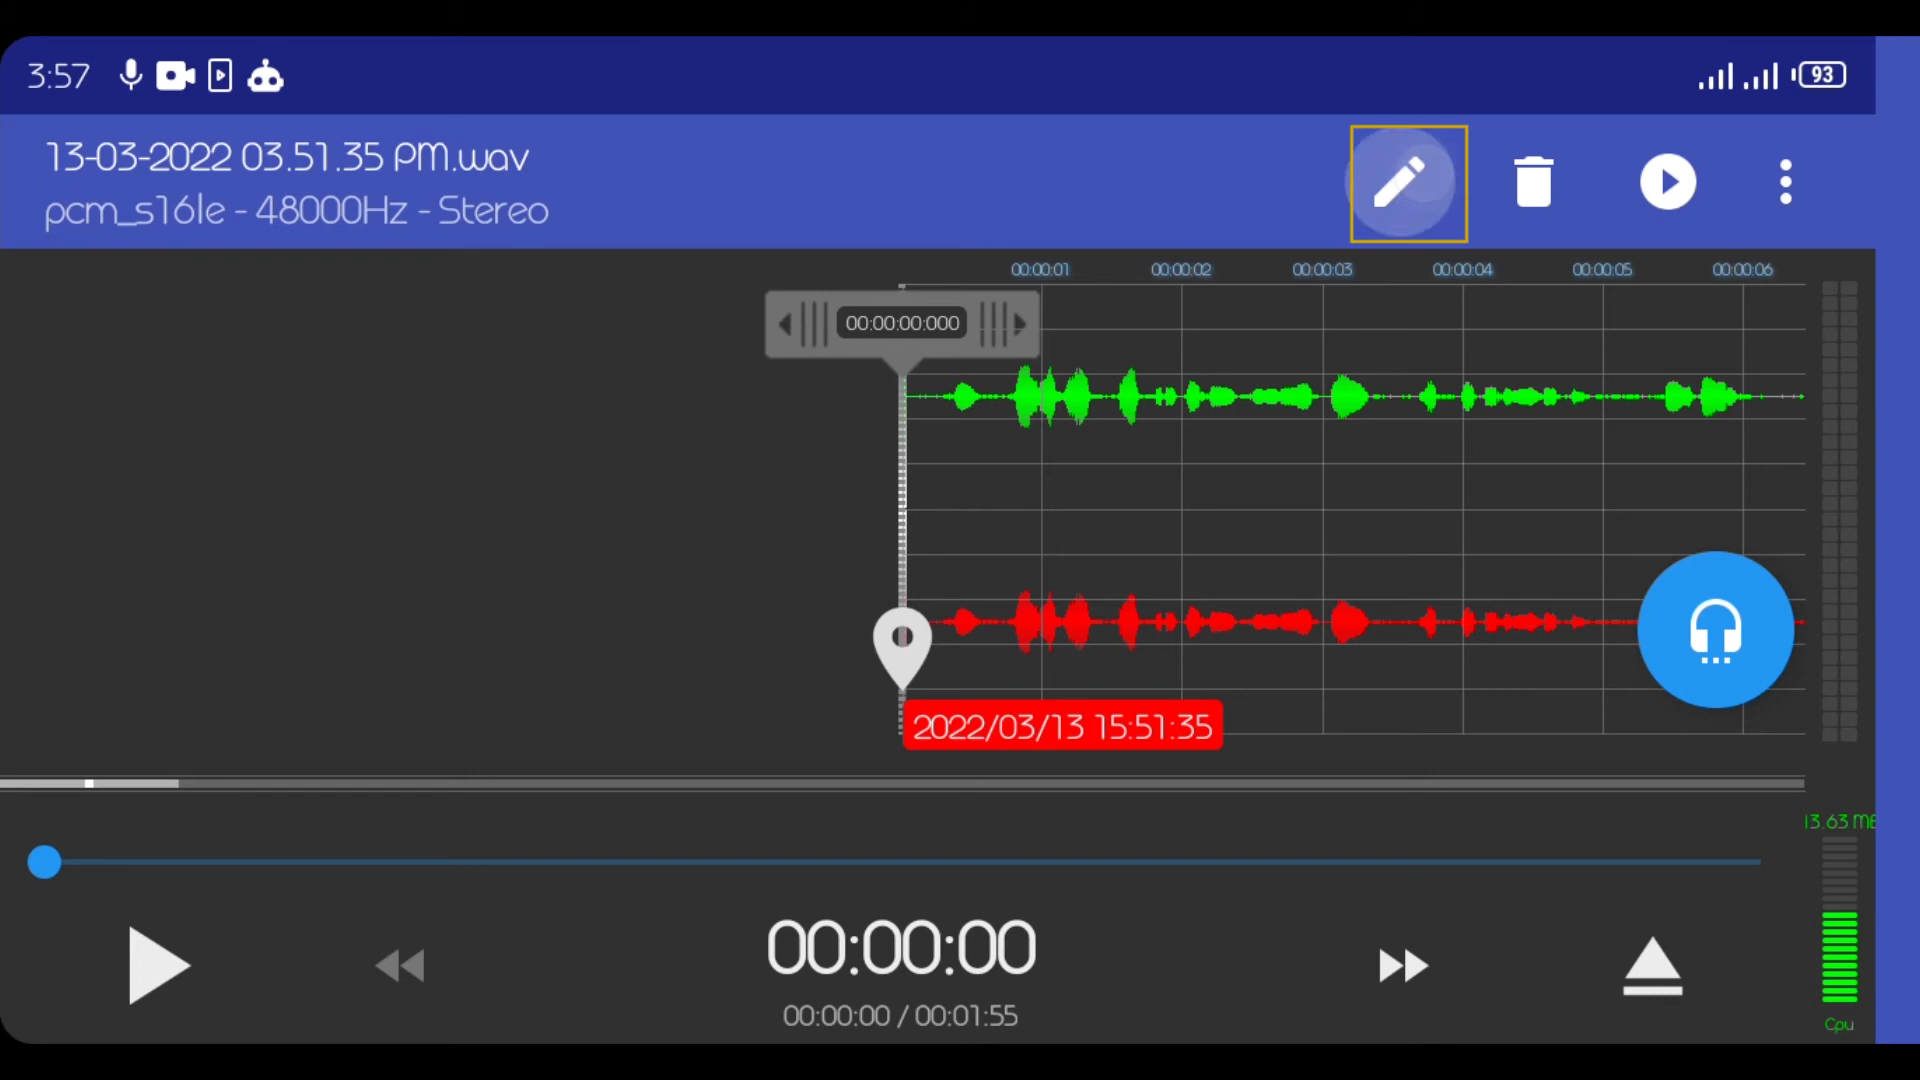 3:57
93
13-03-2022 03.51.35 PM.wav
pcm_s16le - 48000Hz - Stereo
00:00:01 00:00:02 00:00:03 00:00:04 00:00:05 00:00:06
00:00:00:000
2022/03/13 15:51:35
13.63
00:00:00
00:00:00 / 00:01:55
Cpu